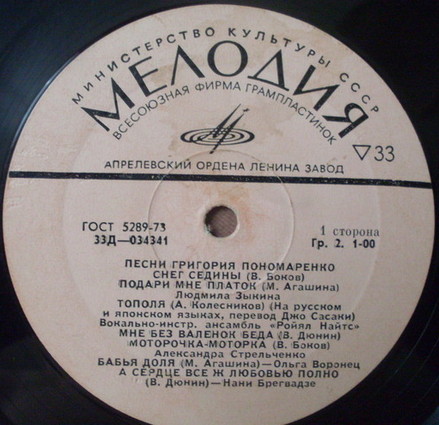 МИНИСТЕРСТВО КУЛЬТУРЫ СССР
МЕЛОДИЯ
ВСЕСОЮЗНАЯ ФИРМА ГРАМПЛАСТИНОК
▽33
АПРЕЛЕВСКИЙ ОРДЕНА ЛЕНИНА ЗАВОД
ГОСТ 5289-73
33Д—034341
1 сторона
Гр. 2. 1-00
ПЕСНИ ГРИГОРИЯ ПОНОМАРЕНКО
СНЕГ СЕДИНЫ (В. Боков)
ПОДАРИ МНЕ ПЛАТОК (М. Агашина)
Людмила Зыкина
ТОПОЛЯ (А. Колесников) (На русском
и японском языках, перевод Джо Сасаки)
Вокально-инстр. ансамбль «Ройял Найтс»
МНЕ БЕЗ ВАЛЕНОК БЕДА (В. Дюнин)
МОТОРОЧКА-МОТОРКА (В. Боков)
Александра Стрельченко
БАБЬЯ ДОЛЯ (М. Агашина)—Ольга Воронец
А СЕРДЦЕ ВСЕ Ж ЛЮБОВЬЮ ПОЛНО
(В. Дюнин)—Нани Брегвадзе